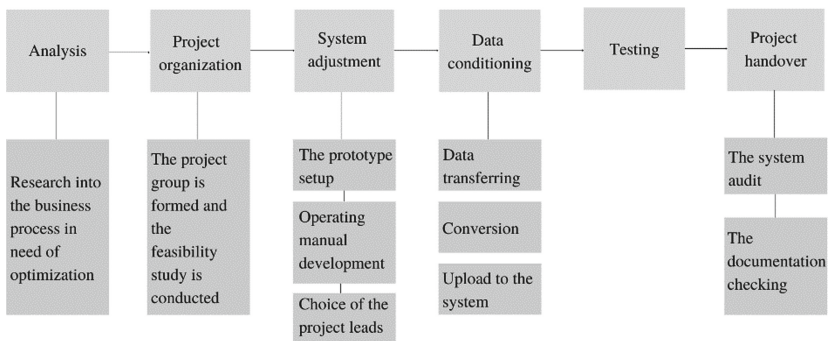 Analysis
Project
organization
System
adjustment
Data
conditioning
Testing
Project
handover
Research into
the business
process in
need of
optimization
The project
group is
formed and
the
feasibility
study is
conducted
The prototype
setup
Operating
manual
development
Choice of the
project leads
Data
transferring
Conversion
Upload to the
system
The system
audit
The
documentation
checking